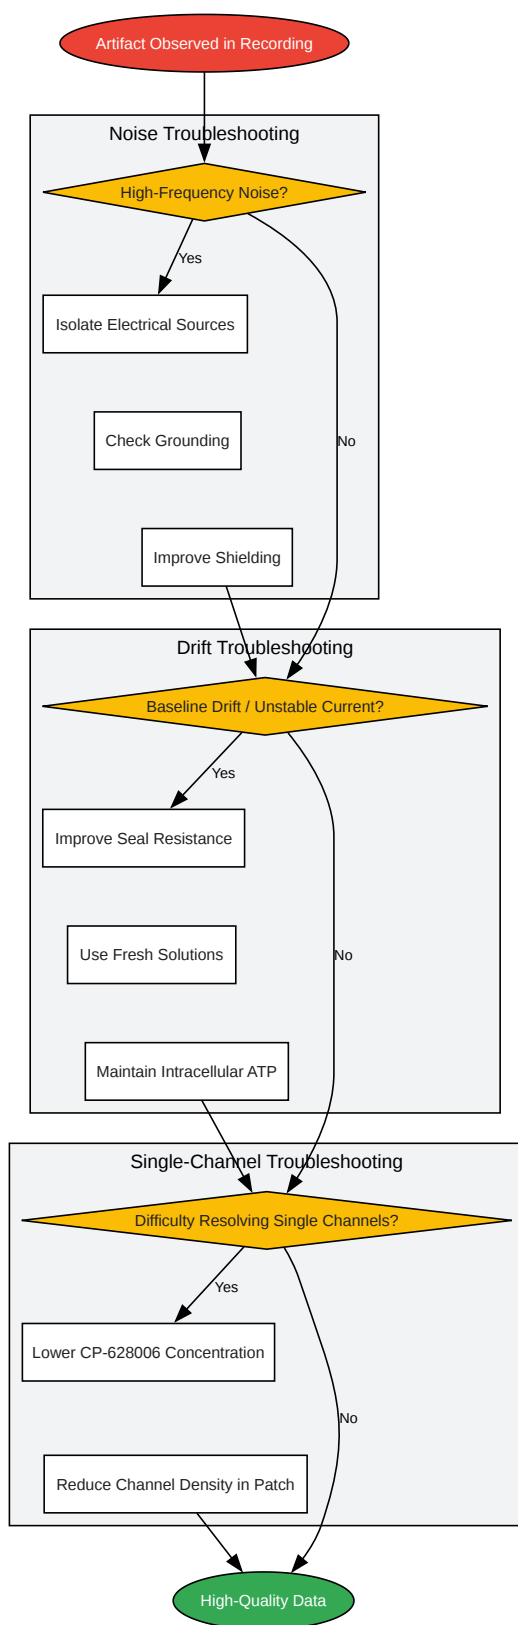 Artifact Observed in Recording
Noise Troubleshooting
High-Frequency Noise?
Yes
Isolate Electrical Sources
Check Grounding
No
Improve Shielding
Drift Troubleshooting
Baseline Drift / Unstable Current?
Yes
Improve Seal Resistance
Use Fresh Solutions
No
Maintain Intracellular ATP
Single-Channel Troubleshooting
Difficulty Resolving Single Channels?
Yes
Lower CP-628006 Concentration
No
Reduce Channel Density in Patch
High-Quality Data